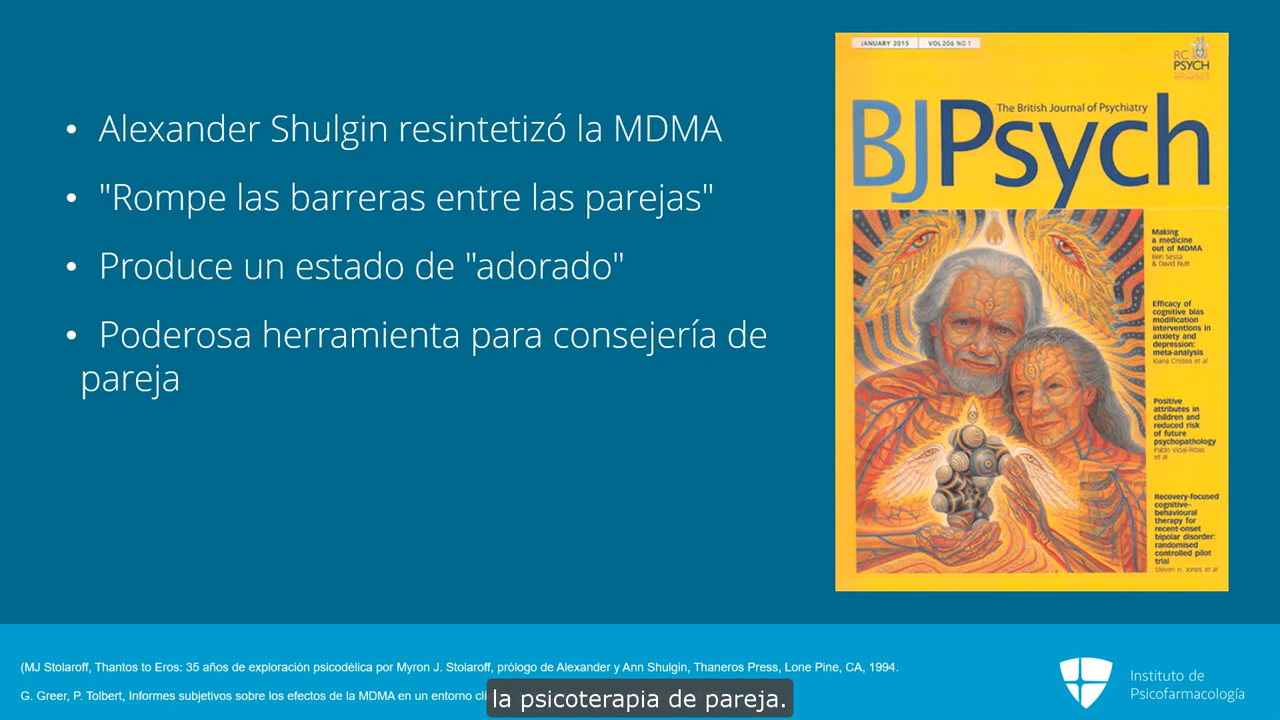 • Alexander Shulgin resintetizó la MDMA
• "Rompe las barreras entre las parejas"
• Produce un estado de "adorado"
• Poderosa herramienta para consejería de
pareja
JANUARY 2015 VOL 206 NO 1
RC
PSYCH
The British Journal of Psychiatry
BJPsych
Making
a medicine
out of MDMA
Ben Sessa
& David Nutt
Efficacy of
cognitive bias
modification
interventions in
anxiety and
depression:
meta-analysis
Ioana Cristea et al
Positive
attributes in
children and
reduced risk
of future
psychopathology
Pablo Vidal-Ribas
et al
Recovery-focused
cognitive-
behavioural
therapy for
recent-onset
bipolar disorder:
randomised
controlled pilot
trial
Steven H. Jones et al
(MJ Stolaroff, Thantos to Eros: 35 años de exploración psicodélica por Myron J. Stolaroff, prólogo de Alexander y Ann Shulgin, Thaneros Press, Lone Pine, CA, 1994.
G. Greer, P. Tolbert, Informes subjetivos sobre los efectos de la MDMA en un entorno
la psicoterapia de pareja.
Instituto de
Psicofarmacología